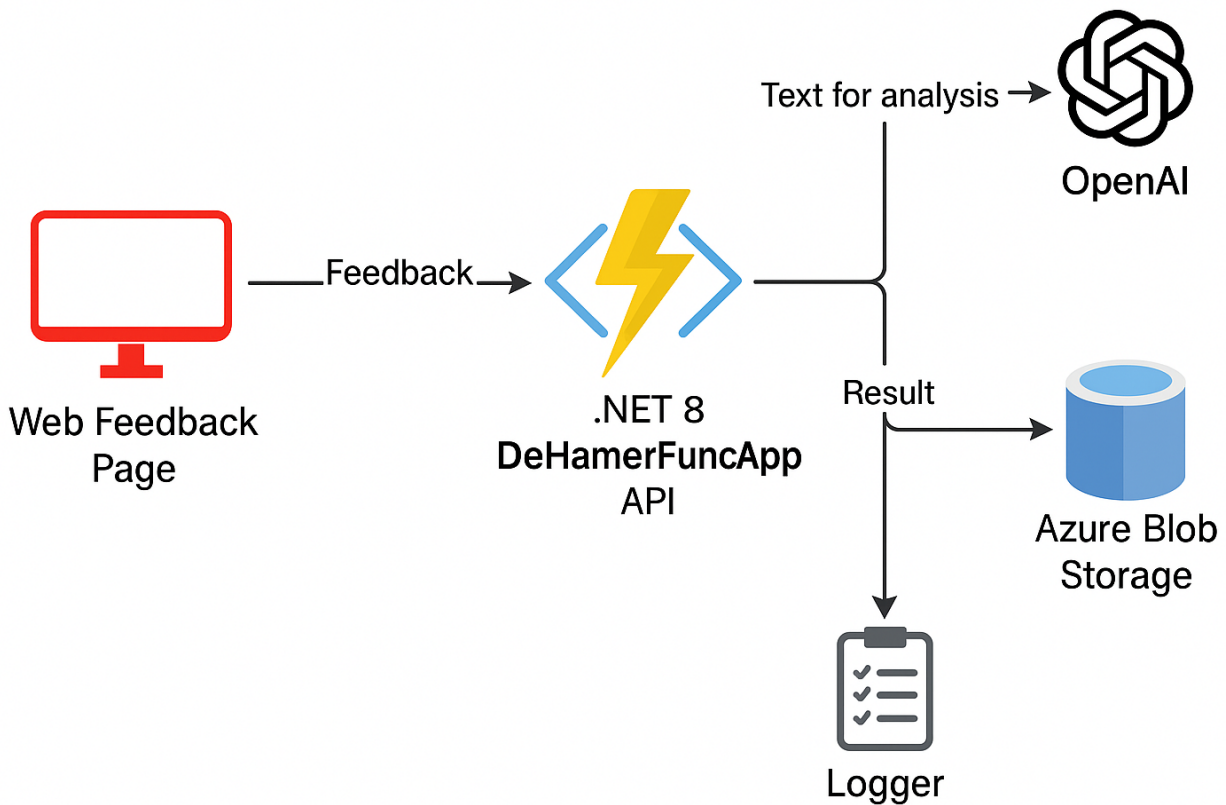 Text for analysis
OpenAI
Feedback
Web Feedback
Page
.NET 8
DeHamerFuncApp
API
Result
Azure Blob
Storage
Logger